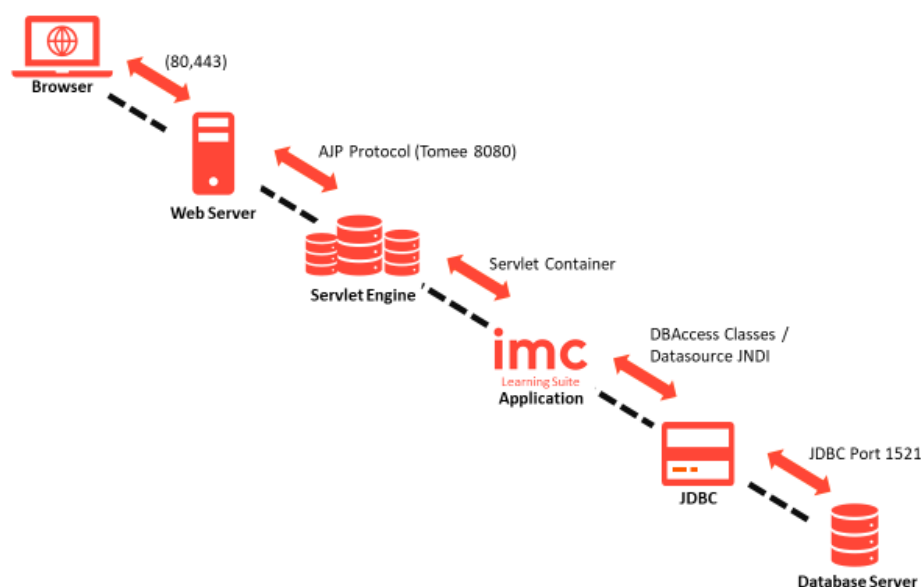 (80,443)
Browser
AJP Protocol (Tomee 8080)
Web Server
Servlet Container
Servlet Engine
imc
Learning Suite
Application
DBAccess Classes /
Datasource JNDI
JDBC Port 1521
JDBC
Database Server